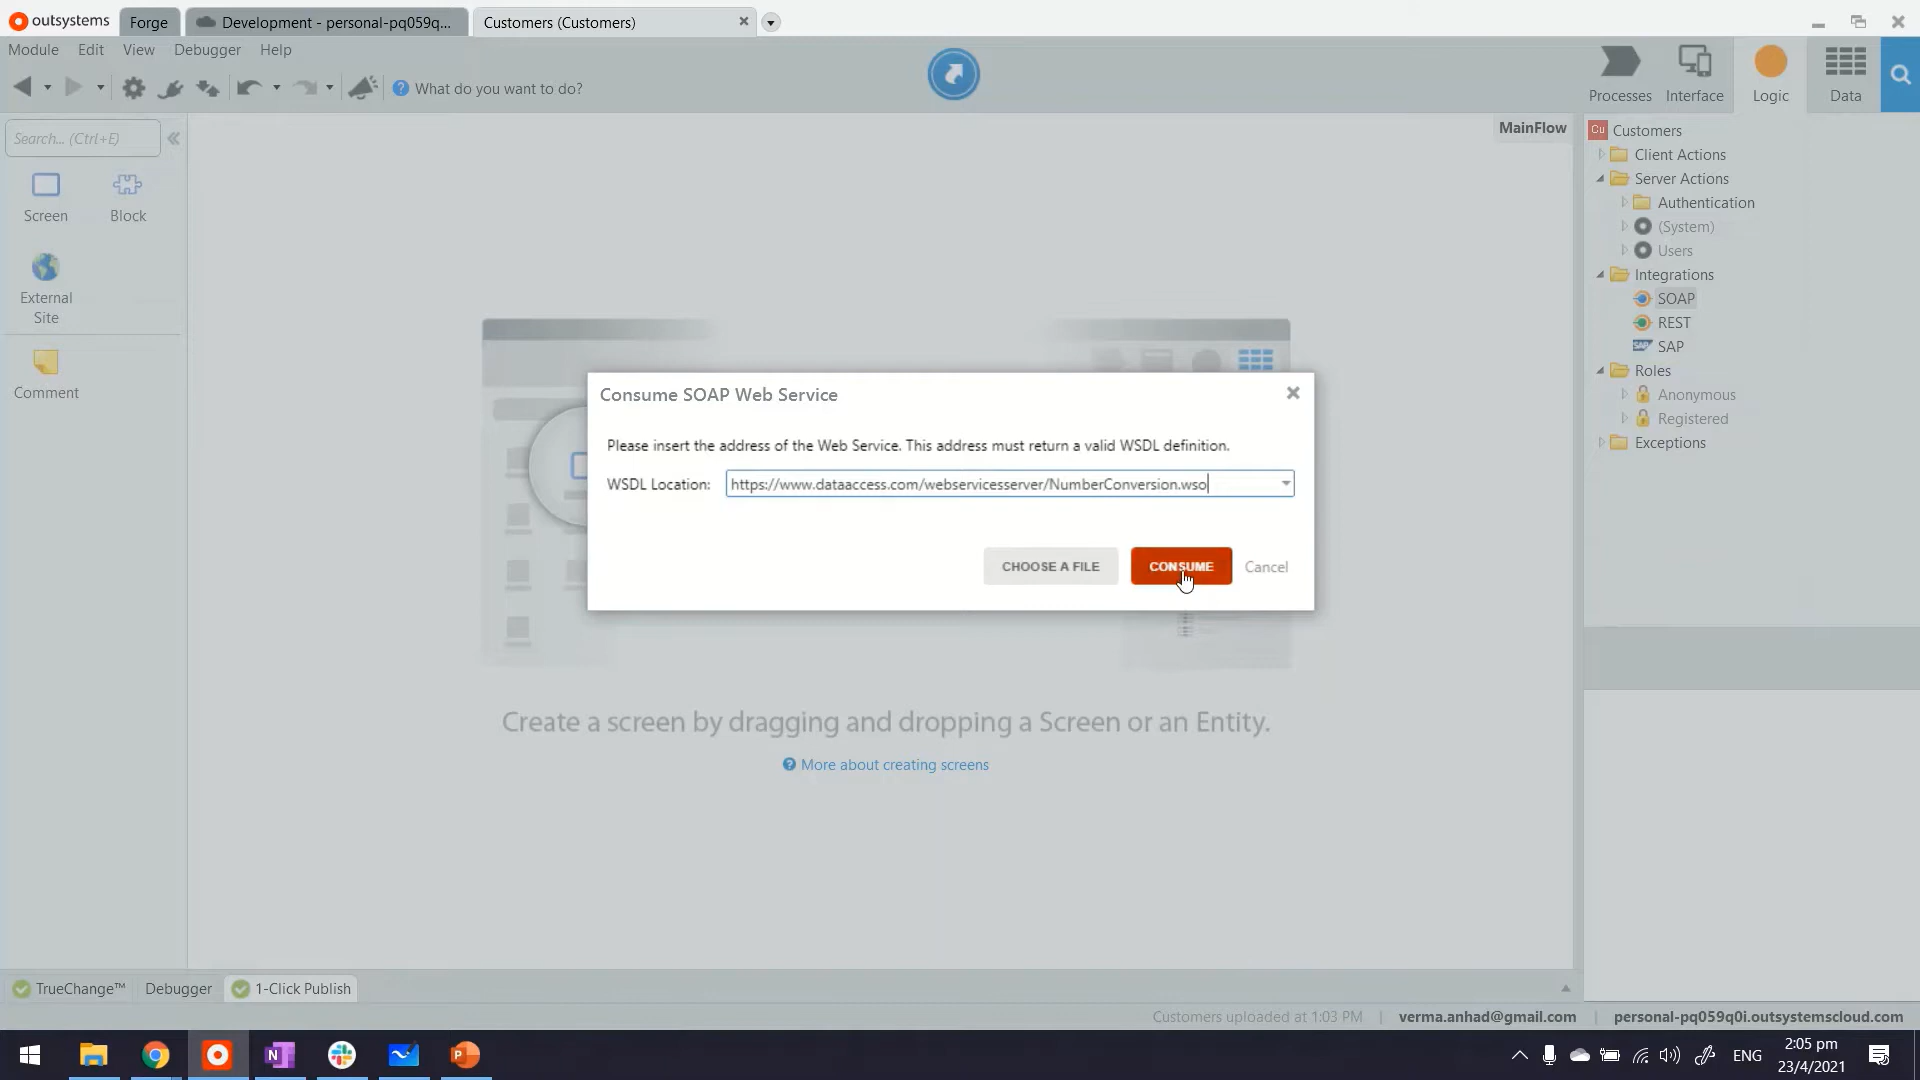 outsystems
Forge
Development - personal-pq059q...
Customers (Customers)
Module Edit View Debugger Help
What do you want to do?
Processes
Interface
Logic
Data
Search... (Ctrl+E)
MainFlow
Screen
Block
External
Site
Comment
Cu Customers
Client Actions
Server Actions
Authentication
(System)
Users
Integrations
SOAP
REST
SAP SAP
Roles
Anonymous
Registered
Exceptions
Consume SOAP Web Service
Please insert the address of the Web Service. This address must return a valid WSDL definition.
WSDL Location: https://www.dataaccess.com/webservicesserver/NumberConversion.wso
CHOOSE A FILE
CONSUME
Cancel
Create a screen by dragging and dropping a Screen or an Entity.
? More about creating screens
TrueChange™ Debugger 1-Click Publish
Customers uploaded at 1:03 PM | verma.anhad@gmail.com | personal-pq059q0i.outsystemscloud.com
ENG
2:05 pm
23/4/2021